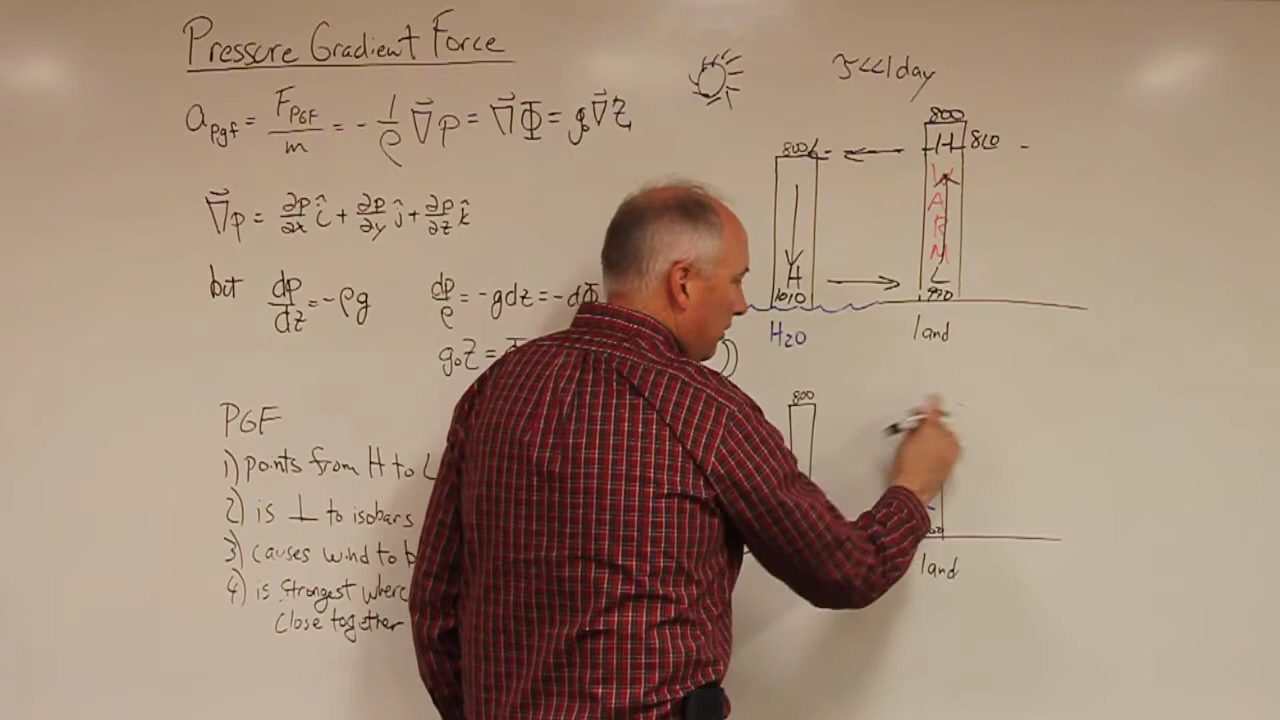 Pressure Gradient Force
a_pgf = F_PGF / m = - 1/ρ ∇⃗p = ∇⃗Φ = g₀∇⃗Z
∇⃗p = ∂p/∂x î + ∂p/∂y ĵ + ∂p/∂z k̂
but dp/dz = -ρg
dp/ρ = -gdz = -dΦ
g₀Z =
PGF
1) points from H to L
2) is ⊥ to isobars
3) causes wind to
4) is strongest where
close together
<<1day
800
800 L
H 810
WARM
H
L
1010
990
H2O
land
800
land